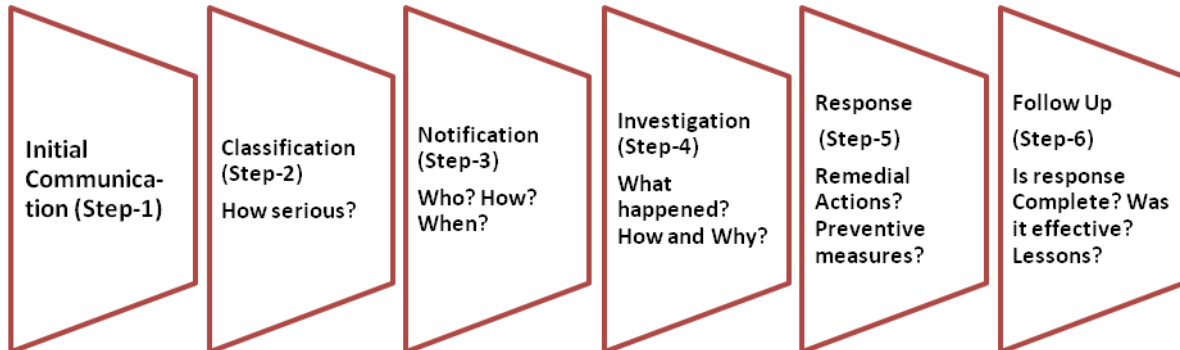 Initial
Communica-
tion (Step-1)
Classification
(Step-2)
How serious?
Notification
(Step-3)
Who? How?
When?
Investigation
(Step-4)
What
happened?
How and Why?
Response
(Step-5)
Remedial
Actions?
Preventive
measures?
Follow Up
(Step-6)
Is response
Complete? Was
it effective?
Lessons?